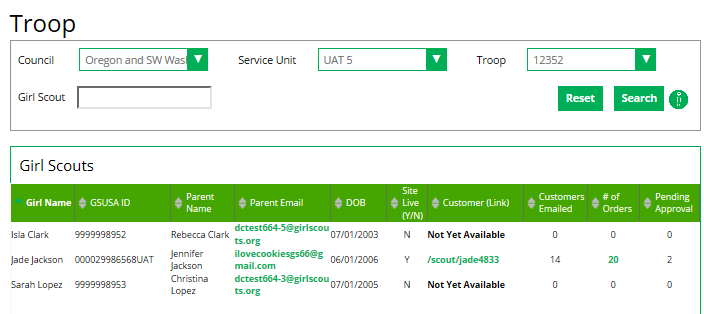 Troop
Council Oregon and SW Was Service Unit UAT 5 Troop 12352
Girl Scout Reset Search i
Girl Scouts
Girl Name GSUSA ID Parent Name Parent Email DOB Site Live (Y/N) Customer (Link) Customers Emailed # of Orders Pending Approval
Isla Clark 9999998952 Rebecca Clark dctest664-5@girlscouts.org 07/01/2003 N Not Yet Available 0 0 0
Jade Jackson 000029986568UAT Jennifer Jackson ilovecookiesgs66@gmail.com 06/01/2006 Y /scout/jade4833 14 20 2
Sarah Lopez 9999998953 Christina Lopez dctest664-3@girlscouts.org 07/01/2005 N Not Yet Available 0 0 0